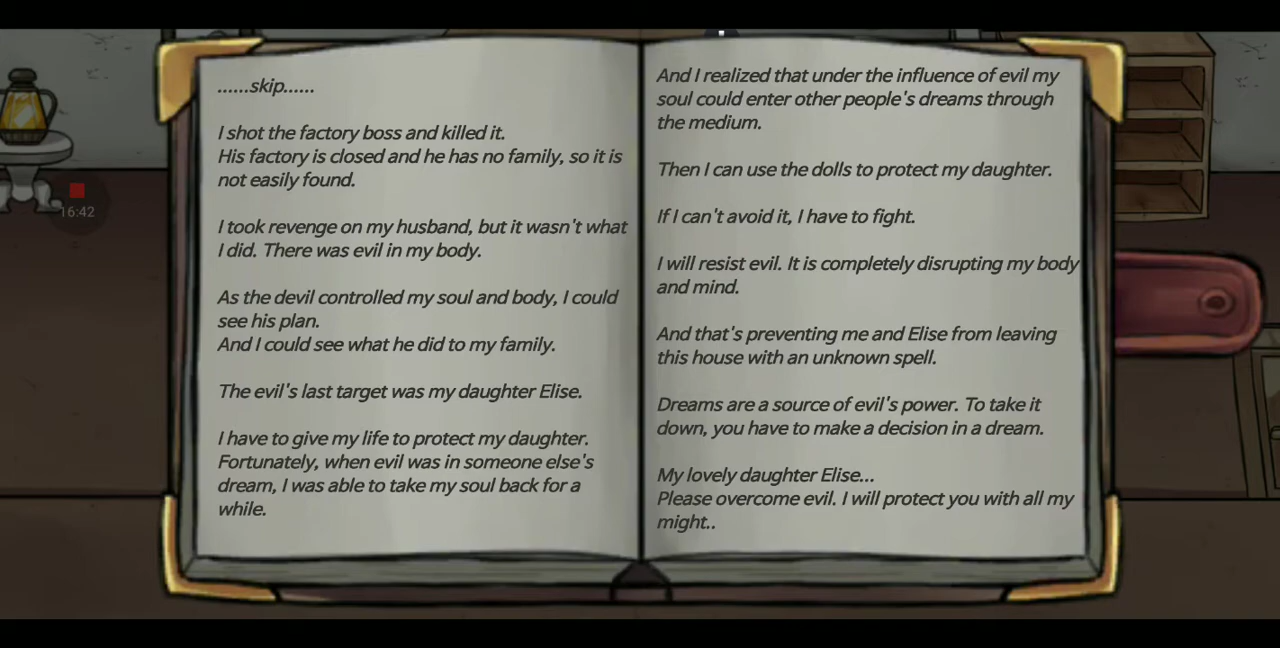 ......skip......
I shot the factory boss and killed it.
His factory is closed and he has no family, so it is
not easily found.
I took revenge on my husband, but it wasn't what
I did. There was evil in my body.
As the devil controlled my soul and body, I could
see his plan.
And I could see what he did to my family.
The evil's last target was my daughter Elise.
I have to give my life to protect my daughter.
Fortunately, when evil was in someone else's
dream, I was able to take my soul back for a
while.
And I realized that under the influence of evil my
soul could enter other people's dreams through
the medium.
Then I can use the dolls to protect my daughter.
If I can't avoid it, I have to fight.
I will resist evil. It is completely disrupting my body
and mind.
And that's preventing me and Elise from leaving
this house with an unknown spell.
Dreams are a source of evil's power. To take it
down, you have to make a decision in a dream.
My lovely daughter Elise...
Please overcome evil. I will protect you with all my
might..
16:42